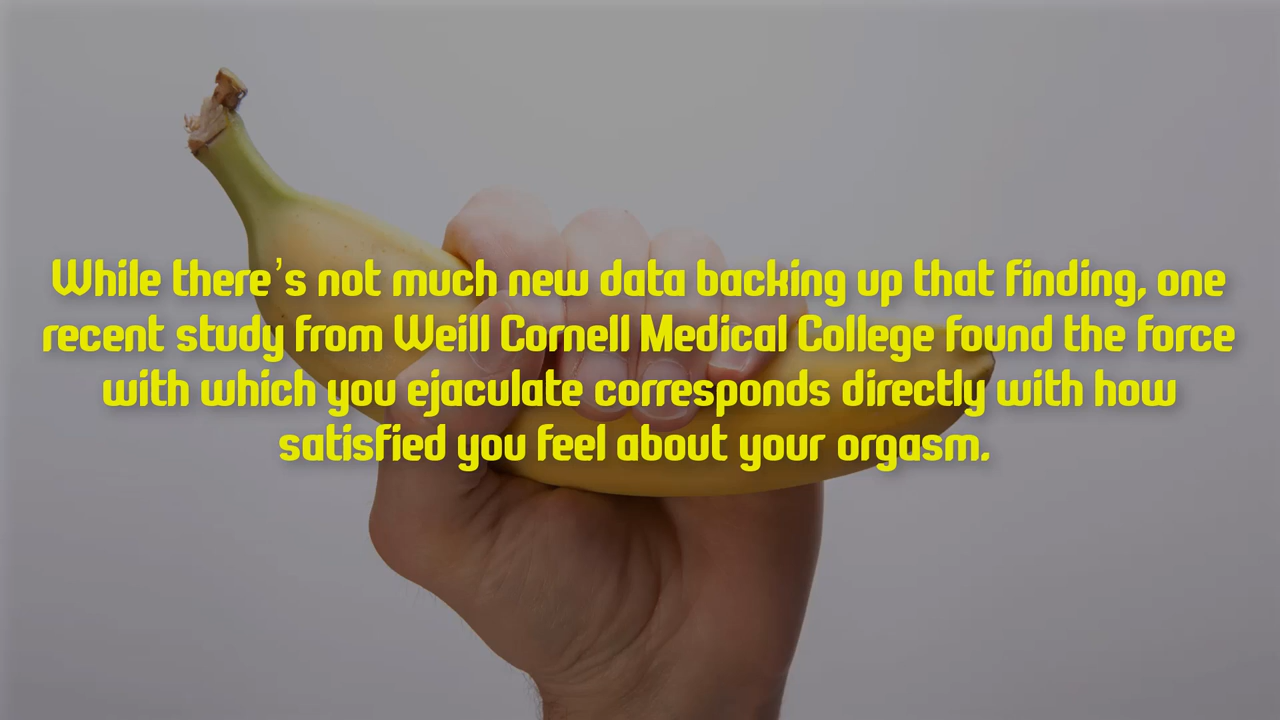 While there’s not much new data backing up that finding, one
recent study from Weill Cornell Medical College found the force
with which you ejaculate corresponds directly with how
satisfied you feel about your orgasm.